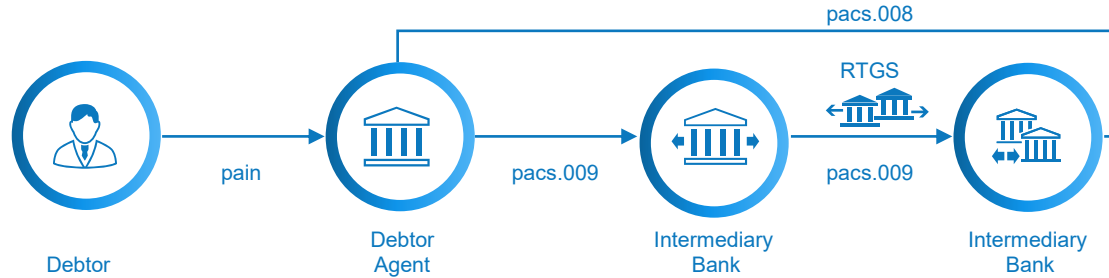 pacs.008
RTGS
pain
pacs.009
pacs.009
Debtor
Debtor
Agent
Intermediary
Bank
Intermediary
Bank